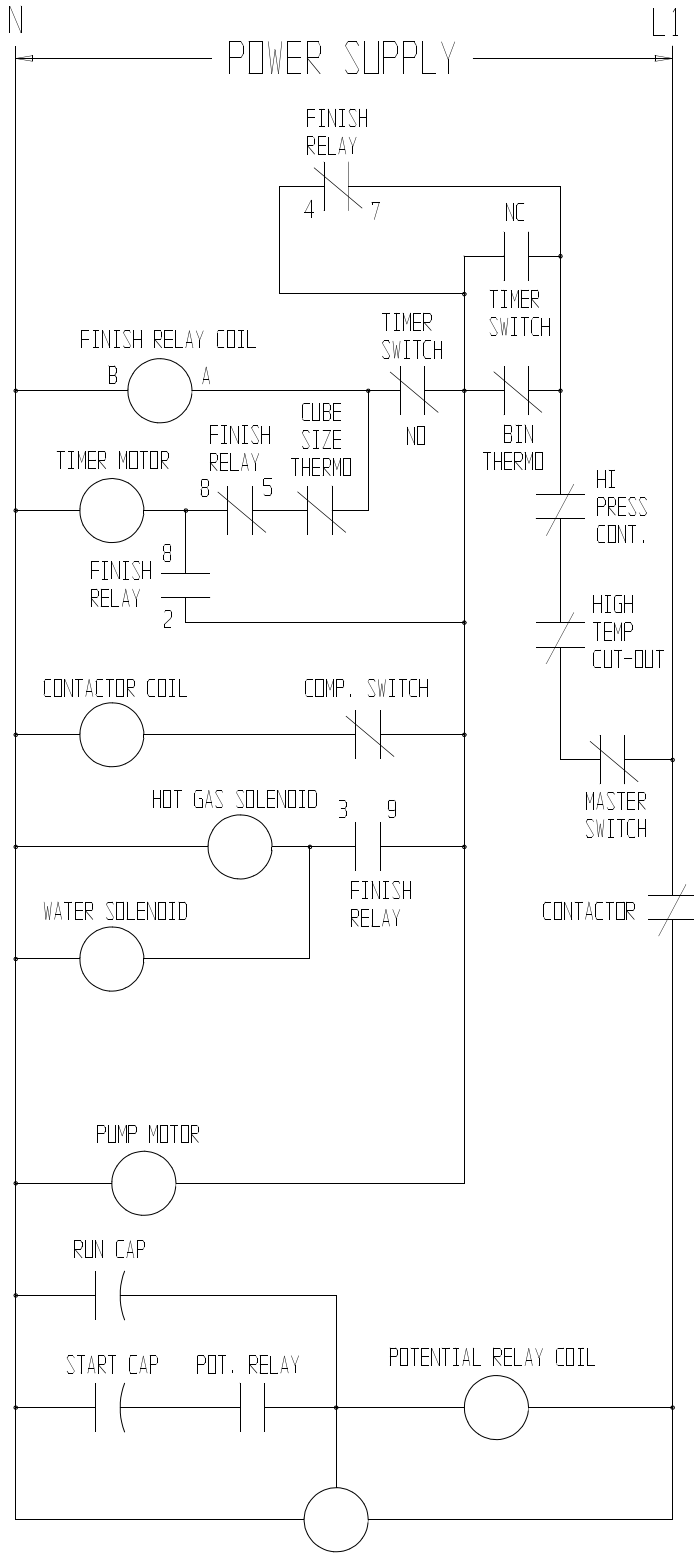 N
L1
POWER SUPPLY
FINISH
RELAY
4
7
NC
TIMER
SWITCH
TIMER
SWITCH
NO
FINISH RELAY COIL
B
A
BIN
THERMO
CUBE
SIZE
THERMO
FINISH
RELAY
8
5
TIMER MOTOR
HI
PRESS
CONT.
8
FINISH
RELAY
2
HIGH
TEMP
CUT-OUT
CONTACTOR COIL
COMP. SWITCH
MASTER
SWITCH
HOT GAS SOLENOID
3
9
FINISH
RELAY
WATER SOLENOID
CONTACTOR
PUMP MOTOR
RUN CAP
START CAP
POT. RELAY
POTENTIAL RELAY COIL